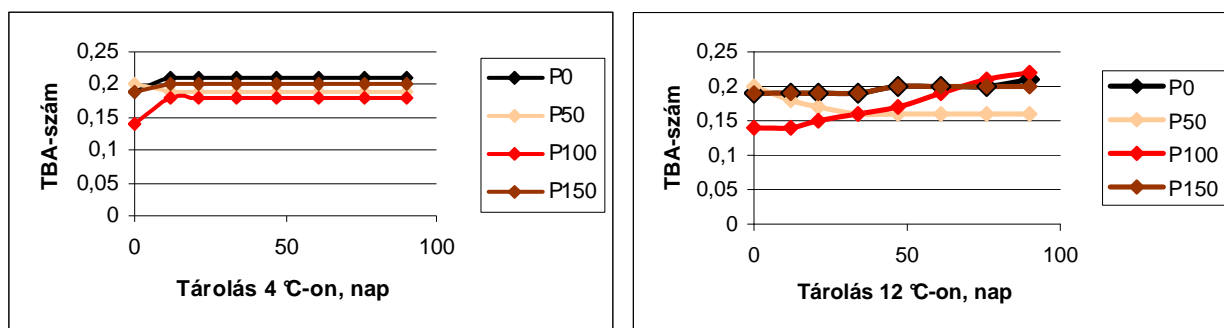 TBA-szám
0,25
0,2
0,15
0,1
0,05
0
0 50 100
Tárolás 4 °C-on, nap
P0
P50
P100
P150
TBA-szám
0,25
0,2
0,15
0,1
0,05
0
0 50 100
Tárolás 12 °C-on, nap
P0
P50
P100
P150